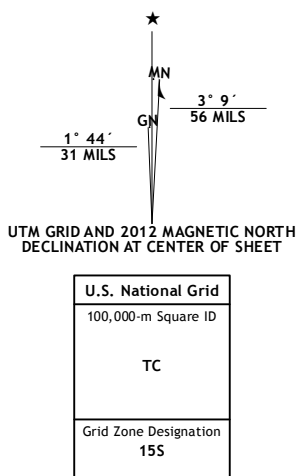 ★
MN
GN
3° 9´
56 MILS
1° 44´
31 MILS
UTM GRID AND 2012 MAGNETIC NORTH
DECLINATION AT CENTER OF SHEET
U.S. National Grid
100,000-m Square ID
TC
Grid Zone Designation
15S